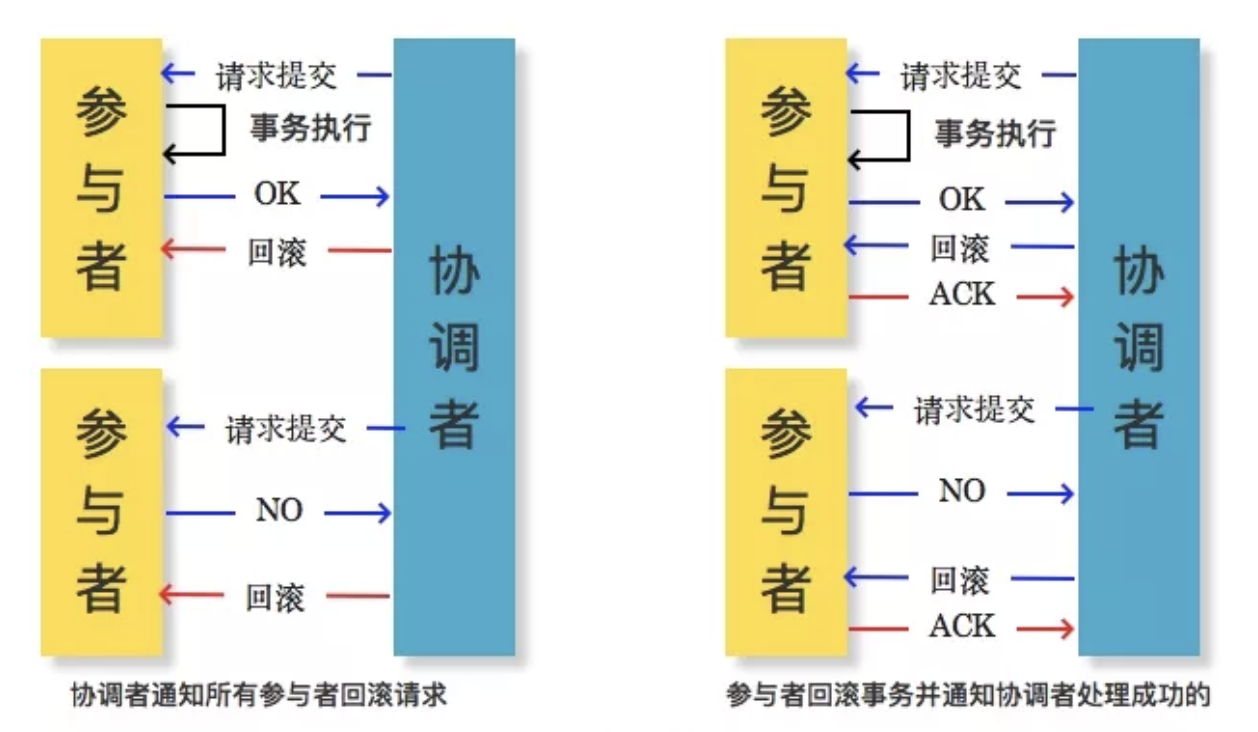 参与者
请求提交
事务执行
OK
回滚
参与者
请求提交
NO
回滚
协调者
协调者通知所有参与者回滚请求
参与者
请求提交
事务执行
OK
回滚
ACK
参与者
请求提交
NO
回滚
ACK
协调者
参与者回滚事务并通知协调者处理成功的